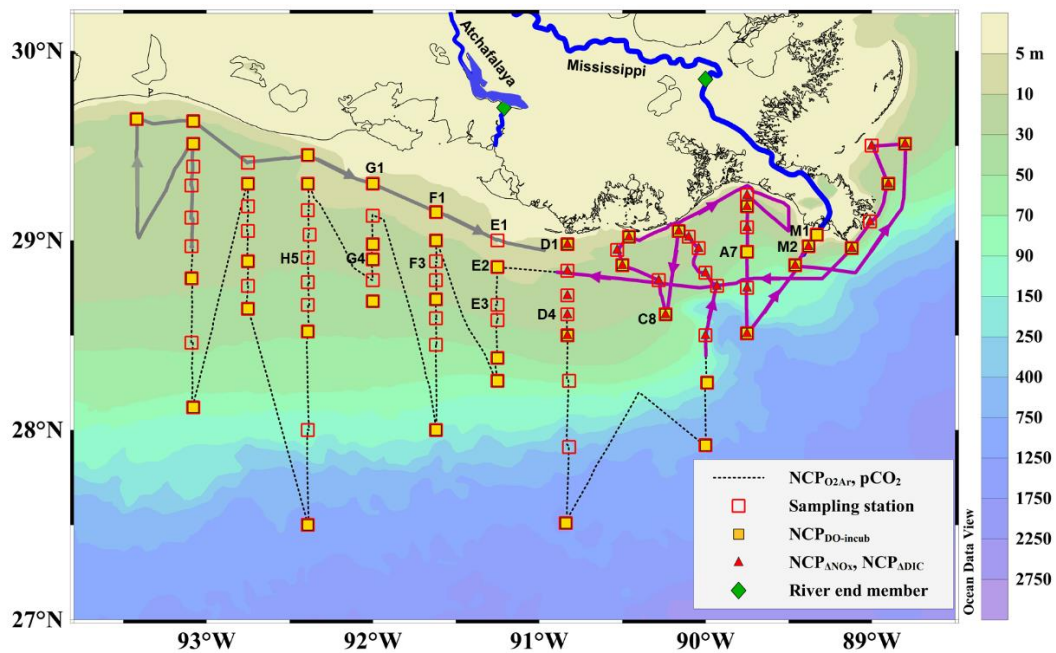 30°N
29°N
28°N
27°N
93°W
92°W
91°W
90°W
89°W
Atchafalaya
Mississippi
G1
F1
E1
D1
M1
M2
A7
H5
G4
F3
E2
E3
D4
C8
NCPO2Ar, pCO2
Sampling station
NCPDO-incub
NCPΔNOx, NCPΔDIC
River end member
Ocean Data View
5 m
10
30
50
70
90
150
250
400
750
1250
1750
2250
2750